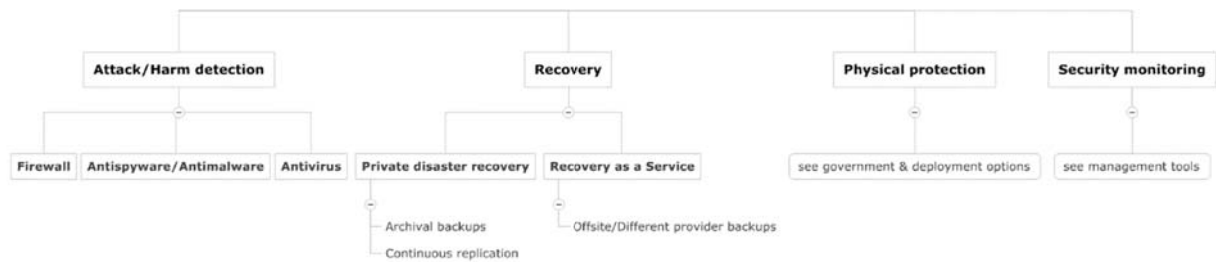 Attack/Harm detection
Recovery
Physical protection
Security monitoring
Firewall
Antispyware/Antimalware
Antivirus
Private disaster recovery
Recovery as a Service
see government & deployment options
see management tools
Archival backups
Offsite/Different provider backups
Continuous replication